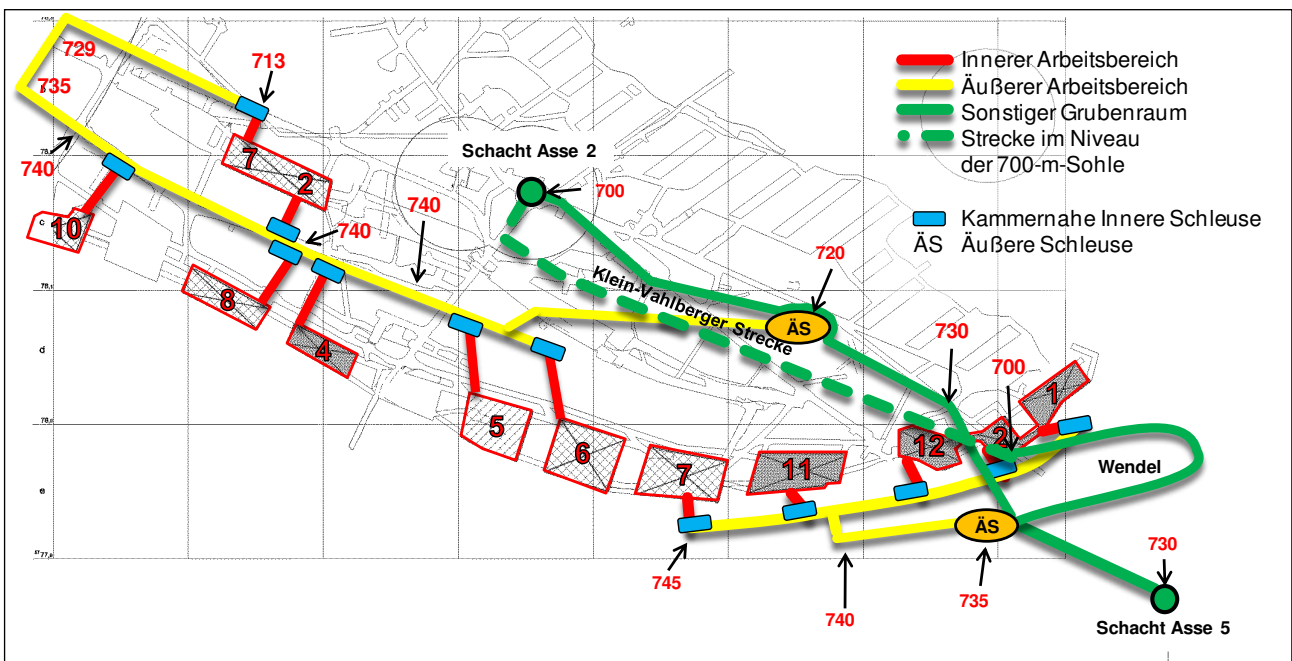 729
713
735
740
Innerer Arbeitsbereich
Äußerer Arbeitsbereich
Sonstiger Grubenraum
Strecke im Niveau
der 700-m-Sohle
Kammernahe Innere Schleuse
ÄS Äußere Schleuse
Schacht Asse 2
700
7
2
10
740
740
8
4
720
ÄS
Klein-Vahlberger Strecke
730
700
1
2
12
5
6
7
11
Wendel
ÄS
745
740
735
730
Schacht Asse 5
c
d
e